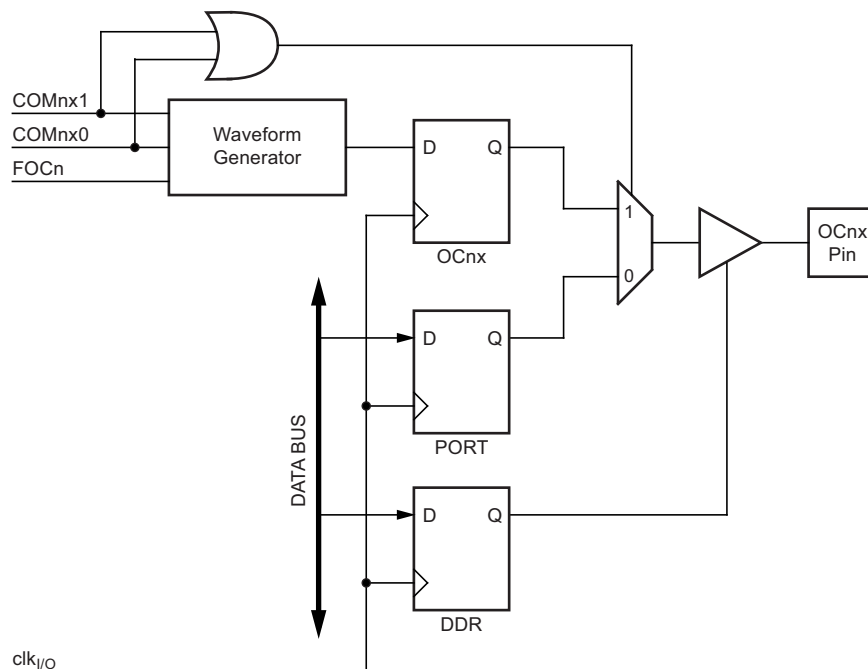 COMnx1
COMnx0
FOCn
Waveform
Generator
D
Q
OCnx
1
0
OCnx
Pin
D
Q
PORT
DATA BUS
D
Q
DDR
clkI/O